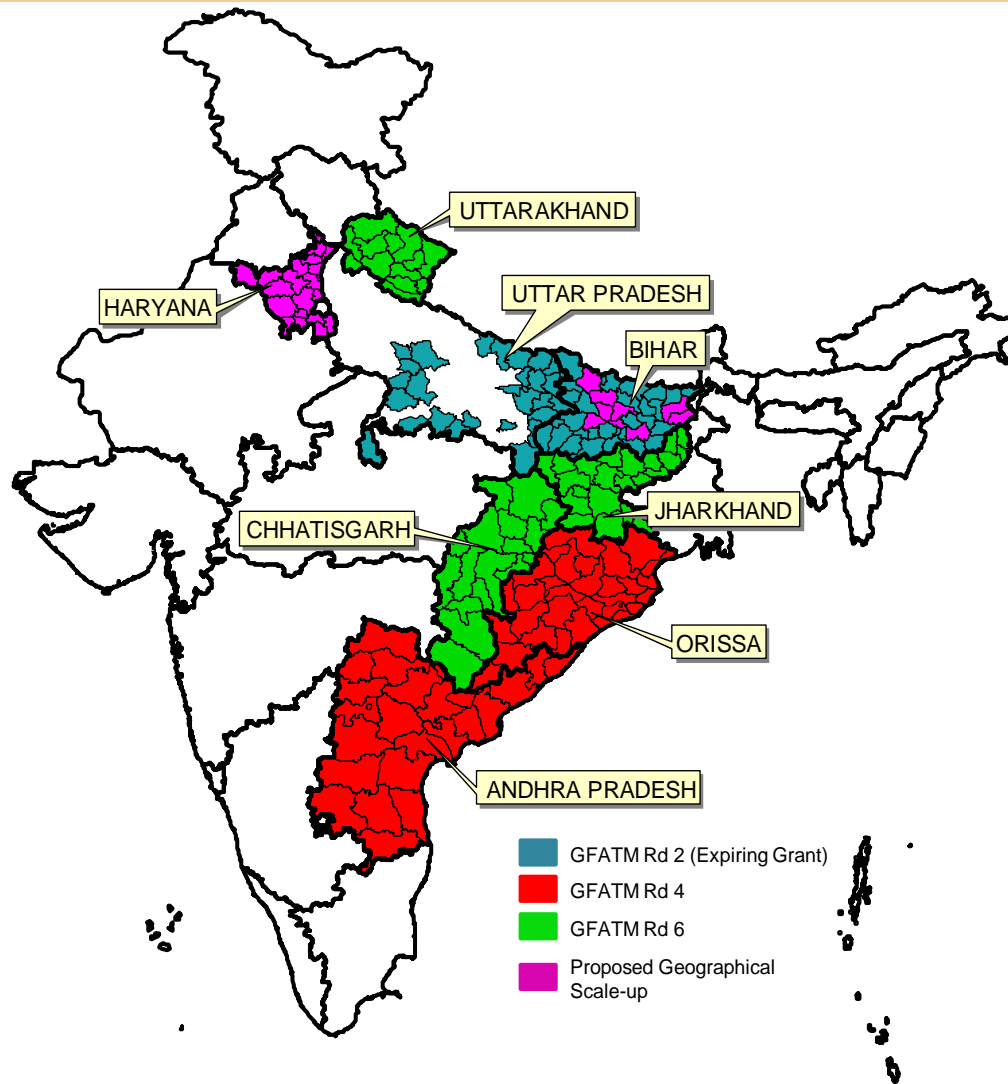 UTTARAKHAND
HARYANA
UTTAR PRADESH
BIHAR
CHHATISGARH
JHARKHAND
ORISSA
ANDHRA PRADESH
GFATM Rd 2 (Expiring Grant)
GFATM Rd 4
GFATM Rd 6
Proposed Geographical
Scale-up